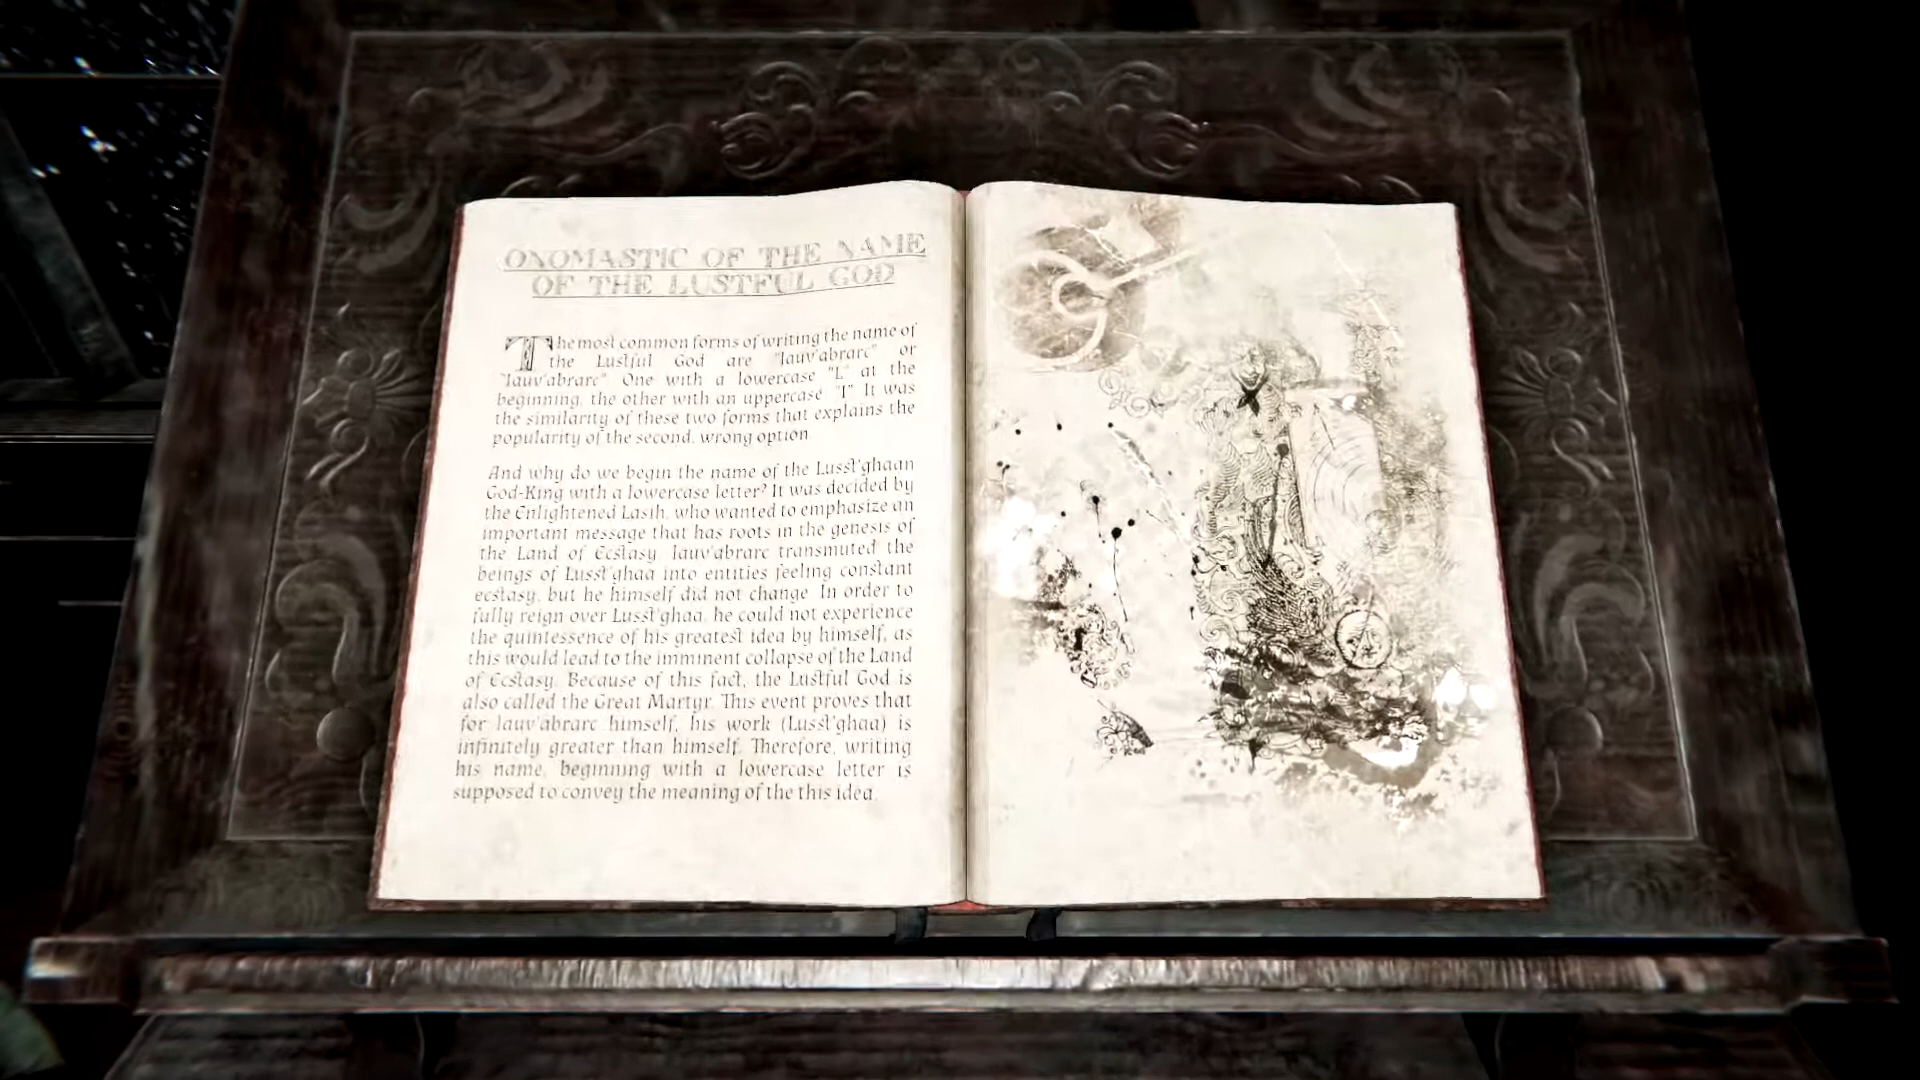 ONOMASTIC OF THE NAME
OF THE LUSTFUL GOD
The most common forms of writing the name of
the Lustful God are "lauv'abrarc" or
"Iauv'abrarc". One with a lowercase "L" at the
beginning, the other with an uppercase "I". It was
the similarity of these two forms that explains the
popularity of the second, wrong option.
And why do we begin the name of the Lusst'ghaan
God-King with a lowercase letter? It was decided by
the Enlightened Lasih, who wanted to emphasize an
important message that has roots in the genesis of
the Land of Ecstasy. lauv'abrarc transmuted the
beings of Lusst'ghaa into entities feeling constant
ecstasy, but he himself did not change. In order to
fully reign over Lusst'ghaa, he could not experience
the quintessence of his greatest idea by himself, as
this would lead to the imminent collapse of the Land
of Ecstasy. Because of this fact, the Lustful God is
also called the Great Martyr. This event proves that
for lauv'abrarc himself, his work (Lusst'ghaa) is
infinitely greater than himself. Therefore, writing
his name, beginning with a lowercase letter is
supposed to convey the meaning of the this idea.